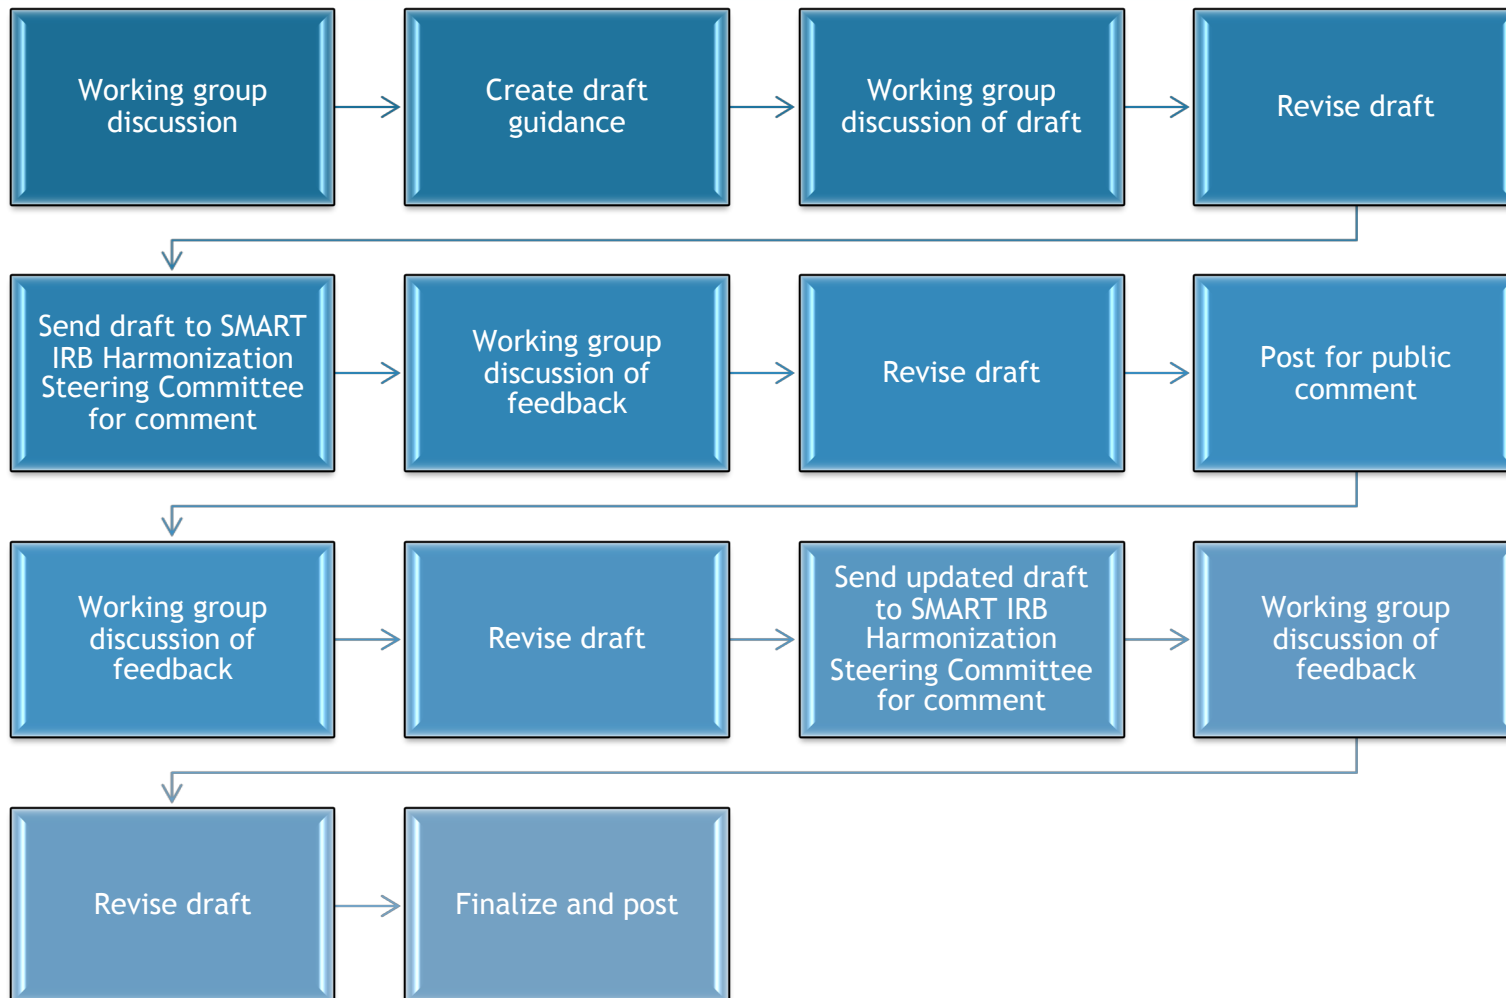 Working group
discussion
Create draft
guidance
Working group
discussion of draft
Revise draft
Send draft to SMART
IRB Harmonization
Steering Committee
for comment
Working group
discussion of
feedback
Revise draft
Post for public
comment
Working group
discussion of
feedback
Revise draft
Send updated draft
to SMART IRB
Harmonization
Steering Committee
for comment
Working group
discussion of
feedback
Revise draft
Finalize and post